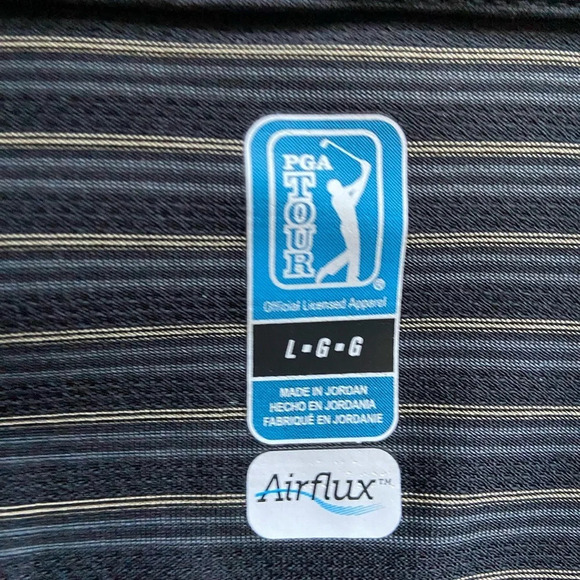 PGA
TOUR
®
Official Licensed Apparel
L-G-G
MADE IN JORDAN
HECHO EN JORDANIA
FABRIQUÉ EN JORDANIE
Airflux™